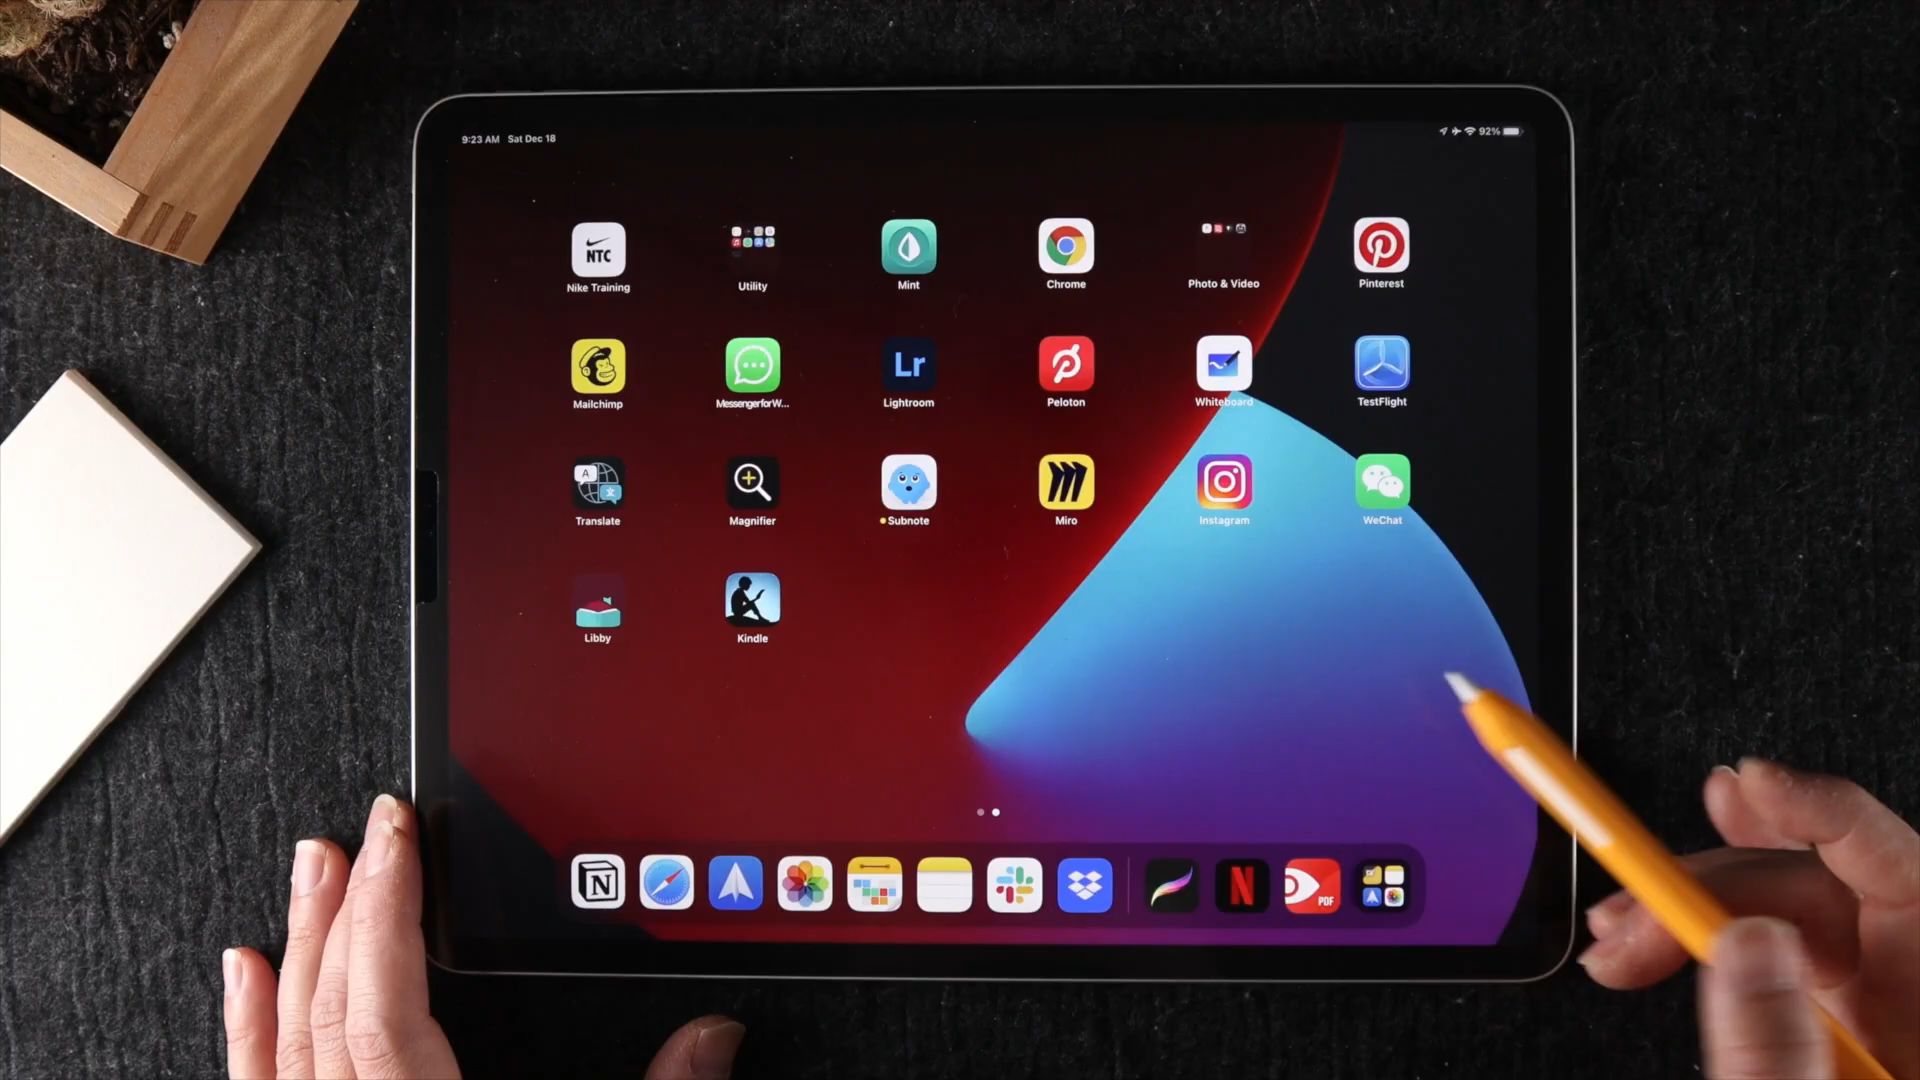 9:23 AM Sat Dec 18
92%
NTC
Nike Training
Utility
Mint
Chrome
Photo & Video
Pinterest
Mailchimp
MessengerforW...
Lr
Lightroom
Peloton
Whiteboard
TestFlight
A
Translate
Magnifier
Subnote
Miro
Instagram
WeChat
Libby
Kindle
N
N
PDF